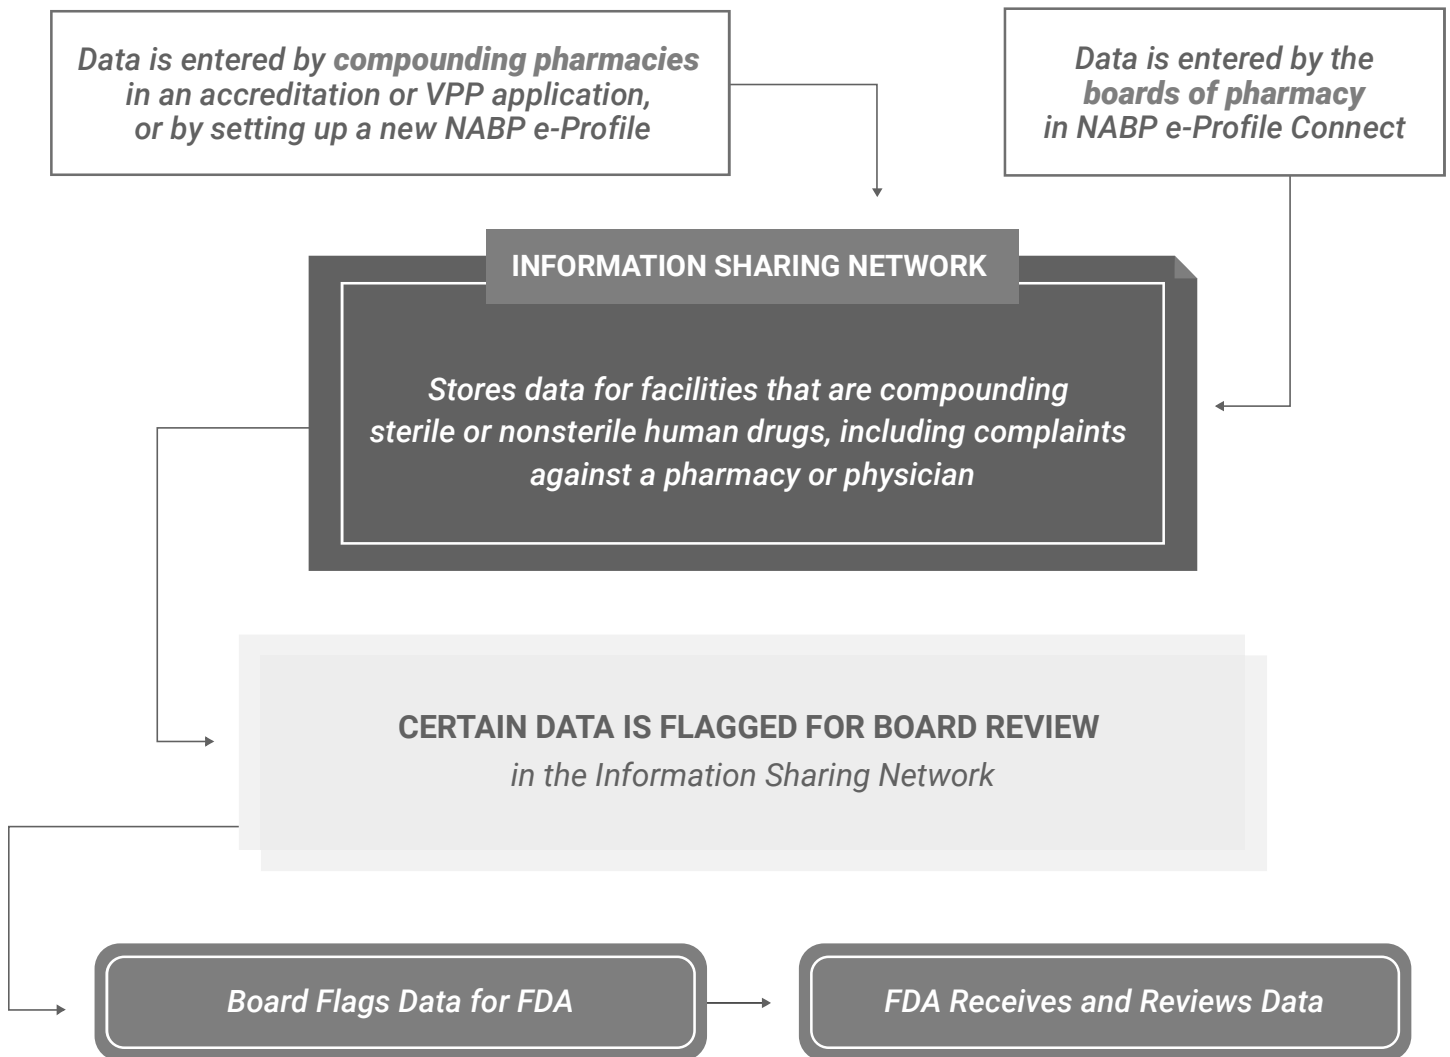 Data is entered by compounding pharmacies
in an accreditation or VPP application,
or by setting up a new NABP e-Profile
Data is entered by the
boards of pharmacy
in NABP e-Profile Connect
INFORMATION SHARING NETWORK
Stores data for facilities that are compounding
sterile or nonsterile human drugs, including complaints
against a pharmacy or physician
CERTAIN DATA IS FLAGGED FOR BOARD REVIEW
in the Information Sharing Network
Board Flags Data for FDA
FDA Receives and Reviews Data